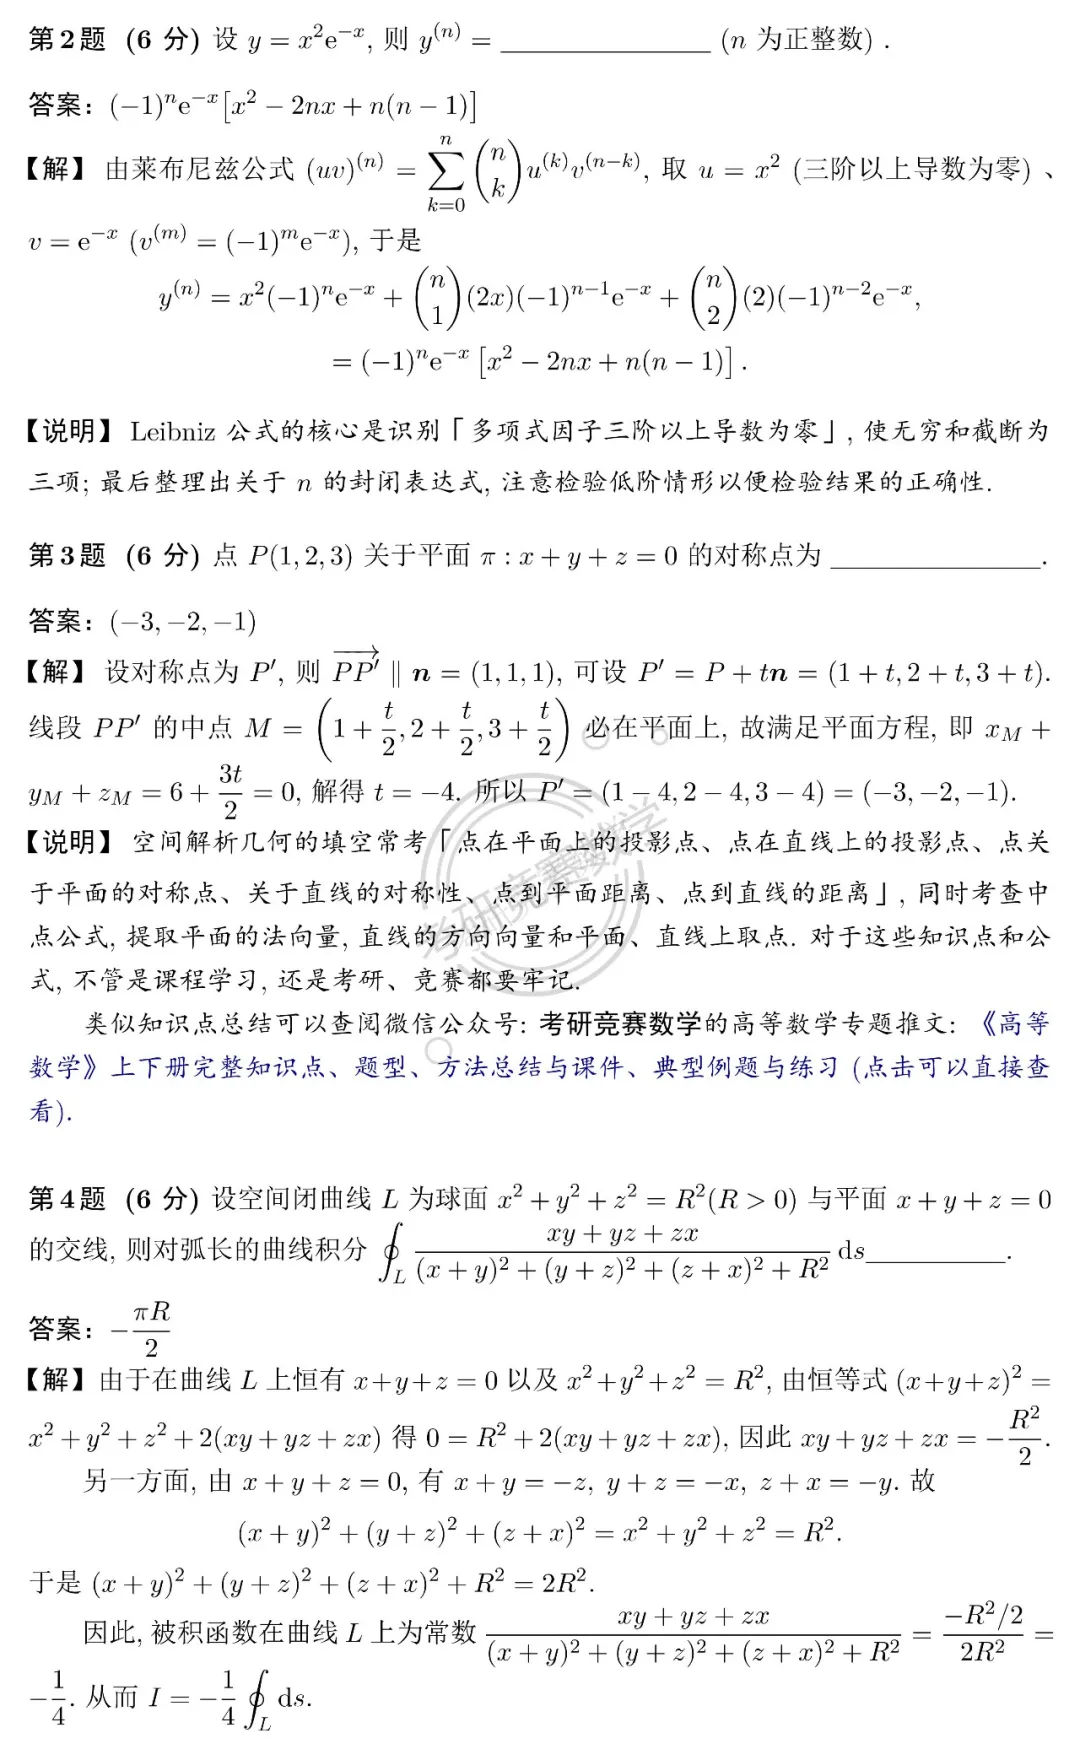 第2题 (6 分) 设 y = x²e⁻ˣ, 则 y⁽ⁿ⁾ = ________________ (n 为正整数) .
答案: (−1)ⁿe⁻ˣ[x² − 2nx + n(n − 1)]
【解】 由莱布尼兹公式 (uv)⁽ⁿ⁾ = ∑_{k=0}^{n} \binom{n}{k} u^{(k)}v^{(n−k)}, 取 u = x² (三阶以上导数为零) 、
v = e⁻ˣ (v^{(m)} = (−1)^m e⁻ˣ), 于是
y⁽ⁿ⁾ = x²(−1)ⁿe⁻ˣ + \binom{n}{1}(2x)(−1)^{n−1}e⁻ˣ + \binom{n}{2}(2)(−1)^{n−2}e⁻ˣ,
= (−1)ⁿe⁻ˣ [x² − 2nx + n(n − 1)] .
【说明】 Leibniz 公式的核心是识别「多项式因子三阶以上导数为零」, 使无穷和截断为
三项; 最后整理出关于 n 的封闭表达式, 注意检验低阶情形以便检验结果的正确性.
第3题 (6 分) 点 P(1, 2, 3) 关于平面 π : x + y + z = 0 的对称点为 ________________.
答案: (−3, −2, −1)
【解】 设对称点为 P′, 则 \overrightarrow{PP′} ∥ n = (1, 1, 1), 可设 P′ = P + tn = (1 + t, 2 + t, 3 + t).
线段 PP′ 的中点 M = (1 + \frac{t}{2}, 2 + \frac{t}{2}, 3 + \frac{t}{2}) 必在平面上, 故满足平面方程, 即 x_M +
y_M + z_M = 6 + \frac{3t}{2} = 0, 解得 t = −4. 所以 P′ = (1 − 4, 2 − 4, 3 − 4) = (−3, −2, −1).
【说明】 空间解析几何的填空常考「点在平面上的投影点、点在直线上的投影点、点关
于平面的对称点、关于直线的对称性、点到平面距离、点到直线的距离」, 同时考查中
点公式, 提取平面的法向量, 直线的方向向量和平面、直线上取点. 对于这些知识点和公
式, 不管是课程学习, 还是考研、竞赛都要牢记.
考研竞赛数学
类似知识点总结可以查阅微信公众号: 考研竞赛数学的高等数学专题推文: 《高等
数学》上下册完整知识点、题型、方法总结与课件、典型例题与练习 (点击可以直接查
看).
第4题 (6 分) 设空间闭曲线 L 为球面 x² + y² + z² = R²(R > 0) 与平面 x + y + z = 0
的交线, 则对弧长的曲线积分 ∮_L \frac{xy + yz + zx}{(x + y)² + (y + z)² + (z + x)² + R²} ds__________.
答案: −\frac{πR}{2}
【解】 由于在曲线 L 上恒有 x+y+z = 0 以及 x²+y²+z² = R², 由恒等式 (x+y+z)² =
x² + y² + z² + 2(xy + yz + zx) 得 0 = R² + 2(xy + yz + zx), 因此 xy + yz + zx = −\frac{R²}{2}.
另一方面, 由 x + y + z = 0, 有 x + y = −z, y + z = −x, z + x = −y. 故
(x + y)² + (y + z)² + (z + x)² = x² + y² + z² = R².
于是 (x + y)² + (y + z)² + (z + x)² + R² = 2R².
因此, 被积函数在曲线 L 上为常数 \frac{xy + yz + zx}{(x + y)² + (y + z)² + (z + x)² + R²} = \frac{−R²/2}{2R²} =
−\frac{1}{4}. 从而 I = −\frac{1}{4} ∮_L ds.